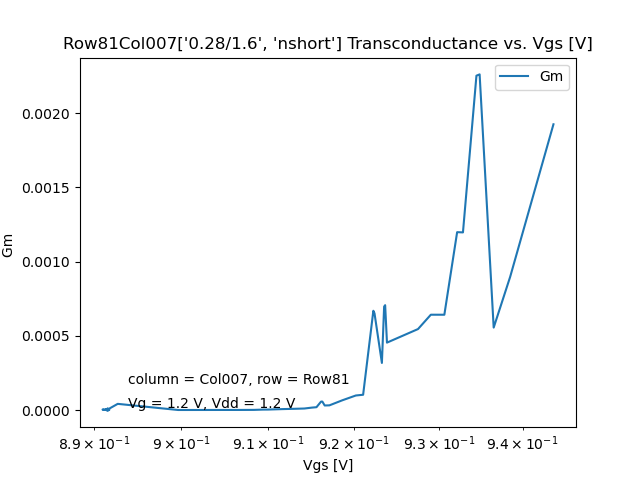 Row81Col007['0.28/1.6', 'nshort'] Transconductance vs. Vgs [V]
Gm
0.0020
0.0015
0.0010
0.0005
0.0000
Gm
column = Col007, row = Row81
Vg = 1.2 V, Vdd = 1.2 V
8.9 × 10⁻¹ 9 × 10⁻¹ 9.1 × 10⁻¹ 9.2 × 10⁻¹ 9.3 × 10⁻¹ 9.4 × 10⁻¹
Vgs [V]